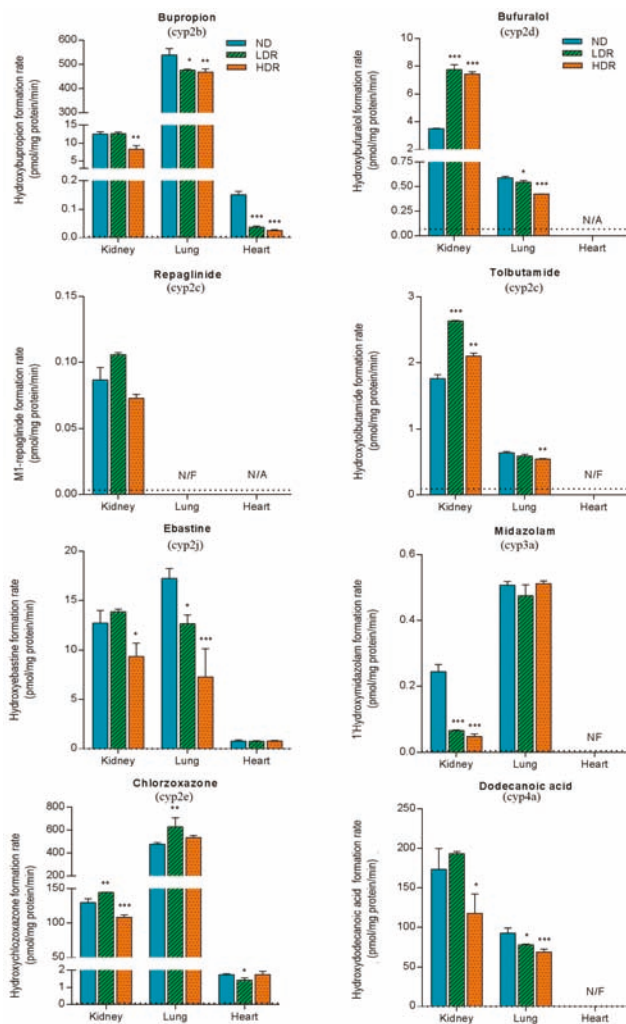 Bupropion
(cyp2b)
Hydroxybupropion formation rate
(pmol/mg protein/min)
600
500
400
300
15
10
5
0.2
0.1
0.0
*
**
**
***
***
ND
LDR
HDR
Kidney
Lung
Heart
Bufuralol
(cyp2d)
Hydroxybufuralol formation rate
(pmol/mg protein/min)
10
8
6
4
2
0.75
0.50
0.25
0.00
***
***
*
***
N/A
ND
LDR
HDR
Kidney
Lung
Heart
Repaglinide
(cyp2c)
M1-repaglinide formation rate
(pmol/mg protein/min)
0.15
0.10
0.05
0.00
N/F
N/A
Kidney
Lung
Heart
Tolbutamide
(cyp2c)
Hydroxytolbutamide formation rate
(pmol/mg protein/min)
3
2
1
0
***
**
**
N/F
Kidney
Lung
Heart
Ebastine
(cyp2j)
Hydroxyebastine formation rate
(pmol/mg protein/min)
20
15
10
5
0
*
*
***
Kidney
Lung
Heart
Midazolam
(cyp3a)
1'Hydroxymidazolam formation rate
(pmol/mg protein/min)
0.6
0.4
0.2
0.0
***
***
NF
Kidney
Lung
Heart
Chlorzoxazone
(cyp2e)
Hydroxychlozoxazone formation rate
(pmol/mg protein/min)
800
600
400
200
150
100
50
2
1
0
**
**
***
*
Kidney
Lung
Heart
Dodecanoic acid
(cyp4a)
Hydroxydodecanoic acid formation rate
(pmol/mg protein/min)
250
200
150
100
50
0
*
*
***
N/F
Kidney
Lung
Heart